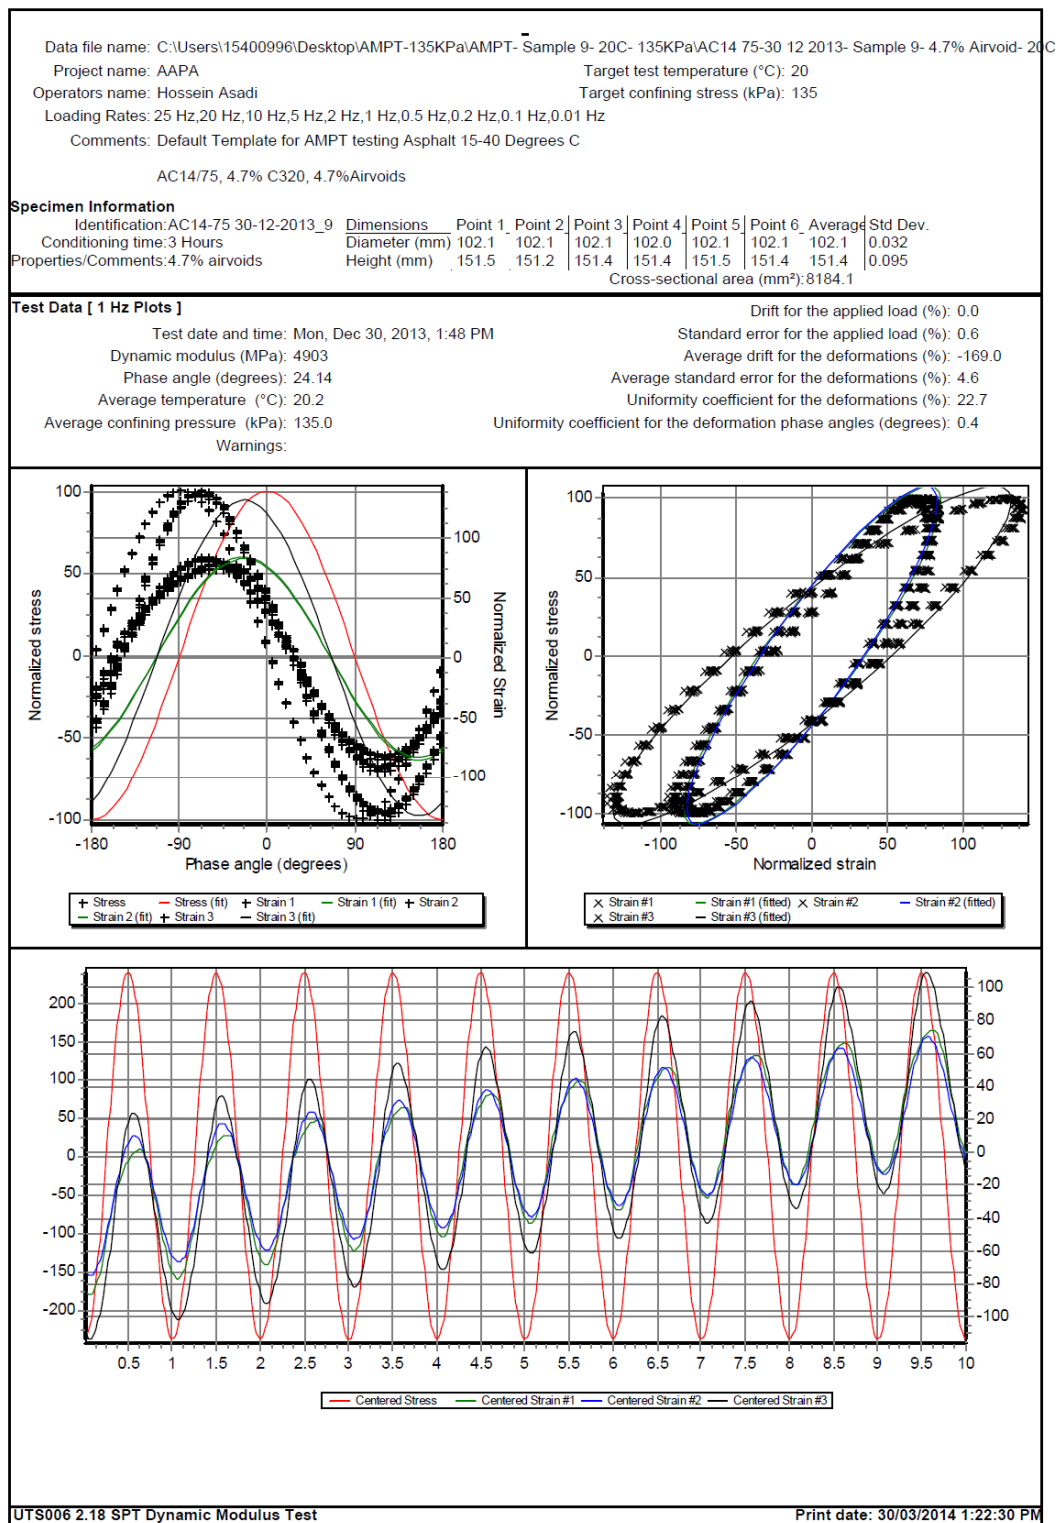 Data file name: C:\Users\15400996\Desktop\AMPT-135KPa\AMPT- Sample 9- 20C- 135KPa\AC14 75-30 12 2013- Sample 9- 4.7% Airvoid- 20C
Project name: AAPA Target test temperature (°C): 20
Operators name: Hossein Asadi Target confining stress (kPa): 135
Loading Rates: 25 Hz,20 Hz,10 Hz,5 Hz,2 Hz,1 Hz,0.5 Hz,0.2 Hz,0.1 Hz,0.01 Hz
Comments: Default Template for AMPT testing Asphalt 15-40 Degrees C
AC14/75, 4.7% C320, 4.7%Airvoids
Specimen Information
Identification:AC14-75 30-12-2013_9 Dimensions Point 1 Point 2 Point 3 Point 4 Point 5 Point 6 Average Std Dev.
Conditioning time:3 Hours Diameter (mm) 102.1 102.1 102.1 102.0 102.1 102.1 102.1 0.032
Properties/Comments:4.7% airvoids Height (mm) 151.5 151.2 151.4 151.4 151.5 151.4 151.4 0.095
Cross-sectional area (mm²):8184.1
Test Data [ 1 Hz Plots ] Drift for the applied load (%): 0.0
Test date and time: Mon, Dec 30, 2013, 1:48 PM Standard error for the applied load (%): 0.6
Dynamic modulus (MPa): 4903 Average drift for the deformations (%): -169.0
Phase angle (degrees): 24.14 Average standard error for the deformations (%): 4.6
Average temperature (°C): 20.2 Uniformity coefficient for the deformations (%): 22.7
Average confining pressure (kPa): 135.0 Uniformity coefficient for the deformation phase angles (degrees): 0.4
Warnings:
Normalized stress
100
50
0
-50
-100
100
50
0
-50
-100
Normalized Strain
-180 -90 0 90 180
Phase angle (degrees)
Stress Stress (fit) Strain 1 Strain 1 (fit) Strain 2
Strain 2 (fit) Strain 3 Strain 3 (fit)
Normalized stress
100
50
0
-50
-100
-100 -50 0 50 100
Normalized strain
Strain #1 Strain #1 (fitted) Strain #2 Strain #2 (fitted)
Strain #3 Strain #3 (fitted)
200
150
100
50
0
-50
-100
-150
-200
100
80
60
40
20
0
-20
-40
-60
-80
-100
0.5 1 1.5 2 2.5 3 3.5 4 4.5 5 5.5 6 6.5 7 7.5 8 8.5 9 9.5 10
Centered Stress Centered Strain #1 Centered Strain #2 Centered Strain #3
UTS006 2.18 SPT Dynamic Modulus Test Print date: 30/03/2014 1:22:30 PM